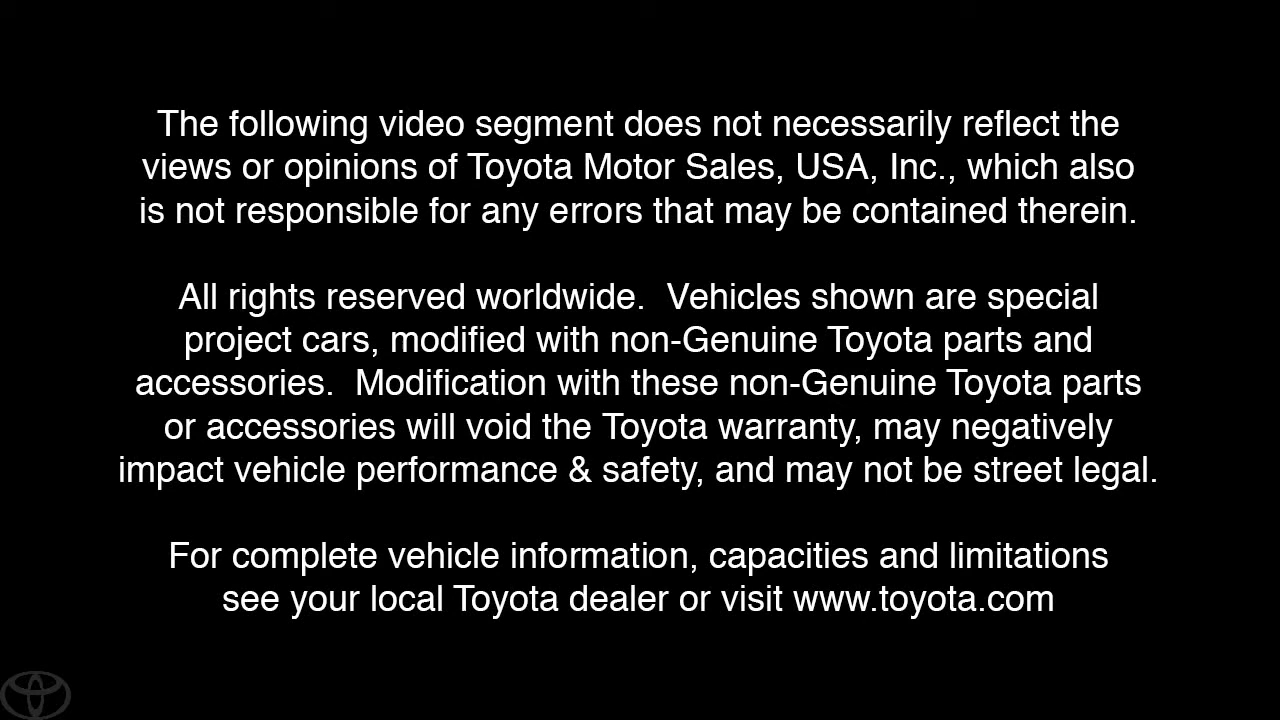 The following video segment does not necessarily reflect the
views or opinions of Toyota Motor Sales, USA, Inc., which also
is not responsible for any errors that may be contained therein.
All rights reserved worldwide.  Vehicles shown are special
project cars, modified with non-Genuine Toyota parts and
accessories.  Modification with these non-Genuine Toyota parts
or accessories will void the Toyota warranty, may negatively
impact vehicle performance & safety, and may not be street legal.
For complete vehicle information, capacities and limitations
see your local Toyota dealer or visit www.toyota.com